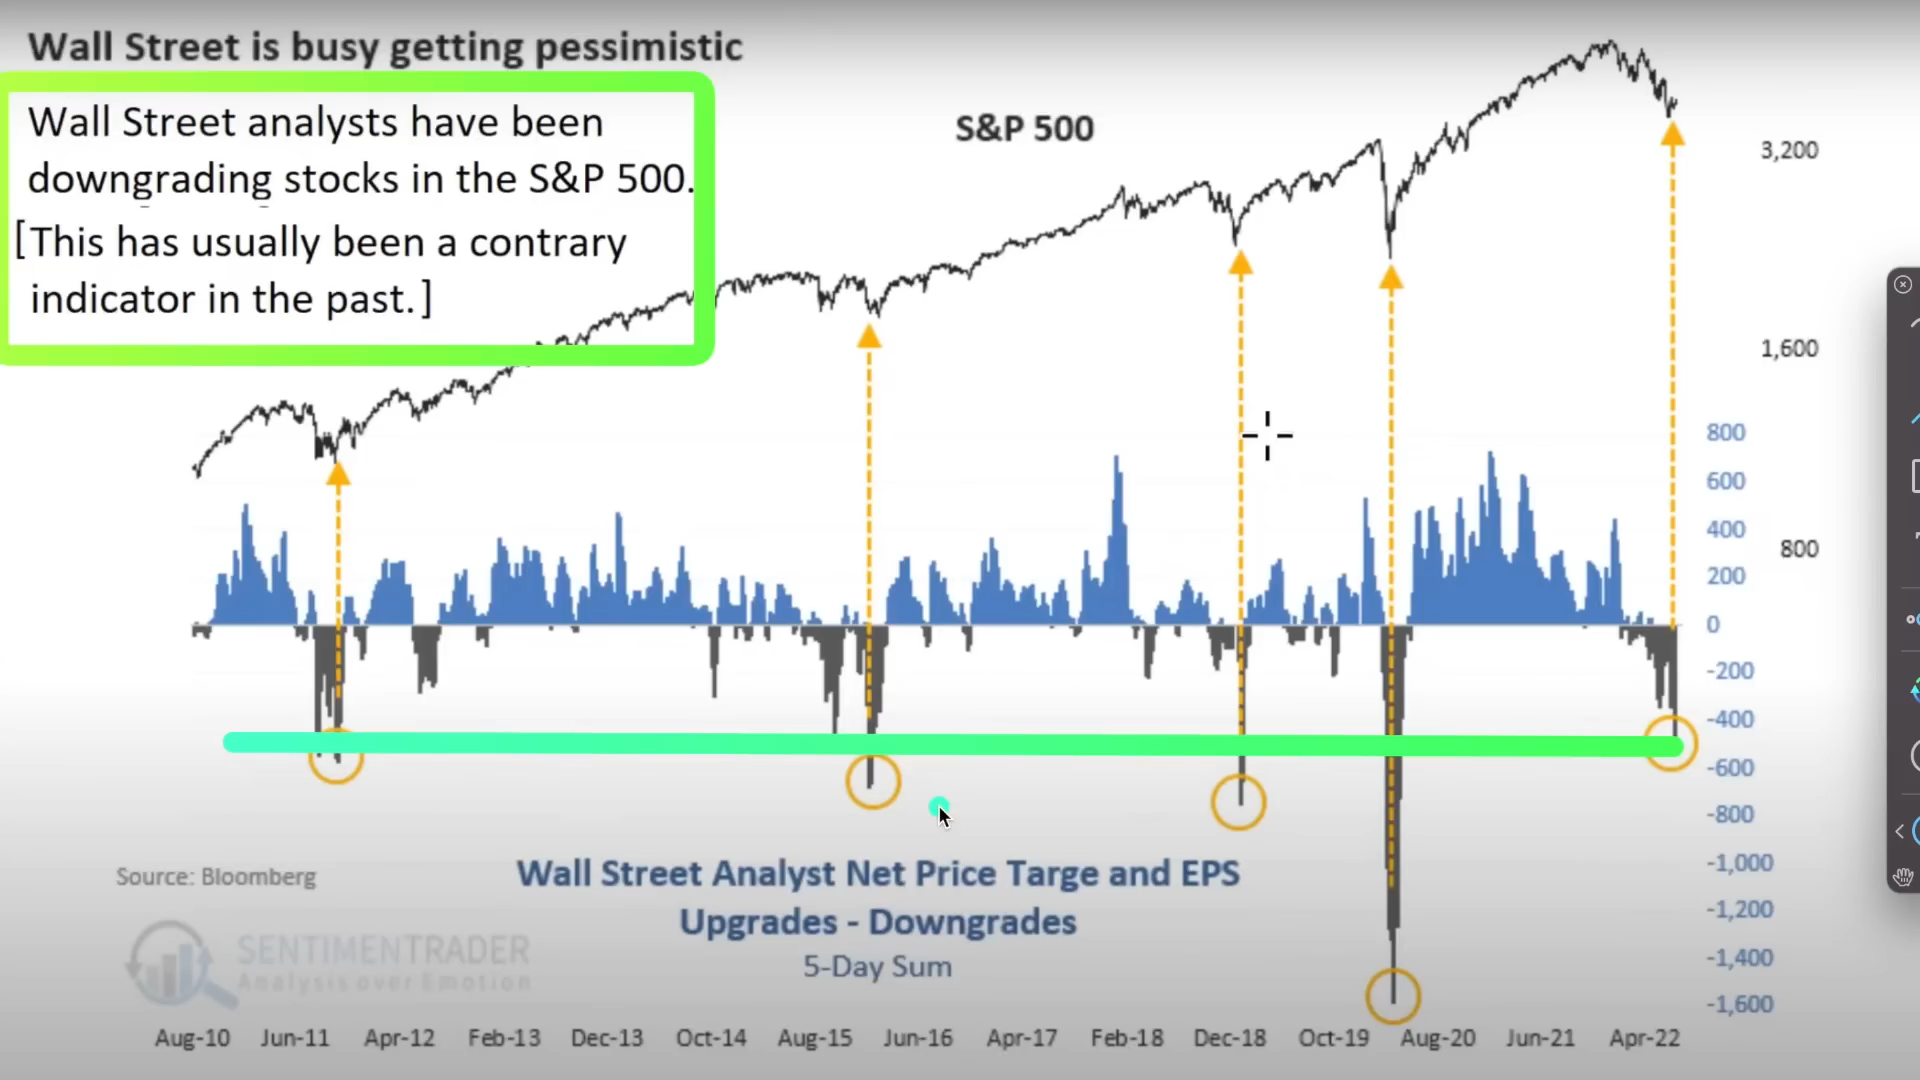 Wall Street is busy getting pessimistic
Wall Street analysts have been
downgrading stocks in the S&P 500.
[This has usually been a contrary
indicator in the past.]
S&P 500
3,200
1,600
800
800
600
400
200
0
-200
-400
-600
-800
-1,000
-1,200
-1,400
-1,600
Source: Bloomberg
Wall Street Analyst Net Price Targe and EPS
Upgrades - Downgrades
5-Day Sum
SENTIMENTRADER
Analysis over Emotion
Aug-10 Jun-11 Apr-12 Feb-13 Dec-13 Oct-14 Aug-15 Jun-16 Apr-17 Feb-18 Dec-18 Oct-19 Aug-20 Jun-21 Apr-22